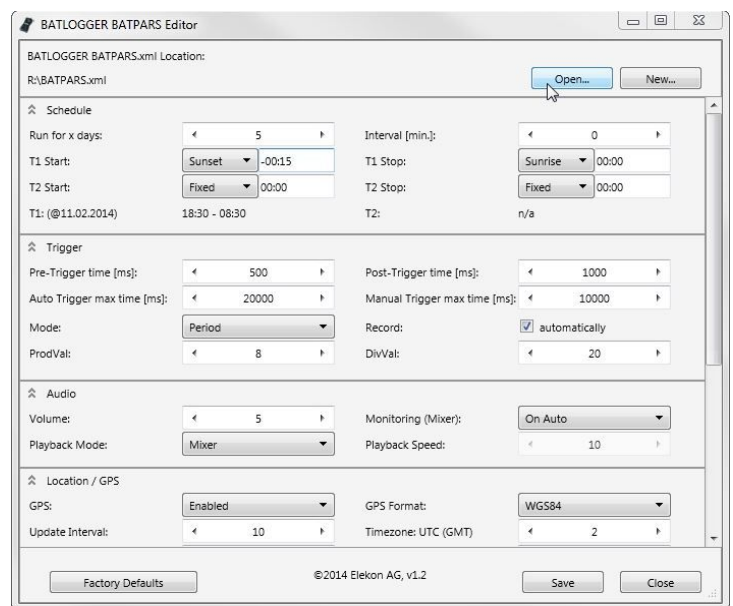 BATLOGGER BATPARS Editor
BATLOGGER BATPARS.xml Location:
R:\BATPARS.xml
Open...
New...
Schedule
Run for x days: 5 Interval [min.]: 0
T1 Start: Sunset -00:15 T1 Stop: Sunrise 00:00
T2 Start: Fixed 00:00 T2 Stop: Fixed 00:00
T1: (@11.02.2014) 18:30 - 08:30 T2: n/a
Trigger
Pre-Trigger time [ms]: 500 Post-Trigger time [ms]: 1000
Auto Trigger max time [ms]: 20000 Manual Trigger max time [ms]: 10000
Mode: Period Record: automatically
ProdVal: 8 DivVal: 20
Audio
Volume: 5 Monitoring (Mixer): On Auto
Playback Mode: Mixer Playback Speed: 10
Location / GPS
GPS: Enabled GPS Format: WGS84
Update Interval: 10 Timezone: UTC (GMT) 2
Factory Defaults ©2014 Elekon AG, v1.2 Save Close